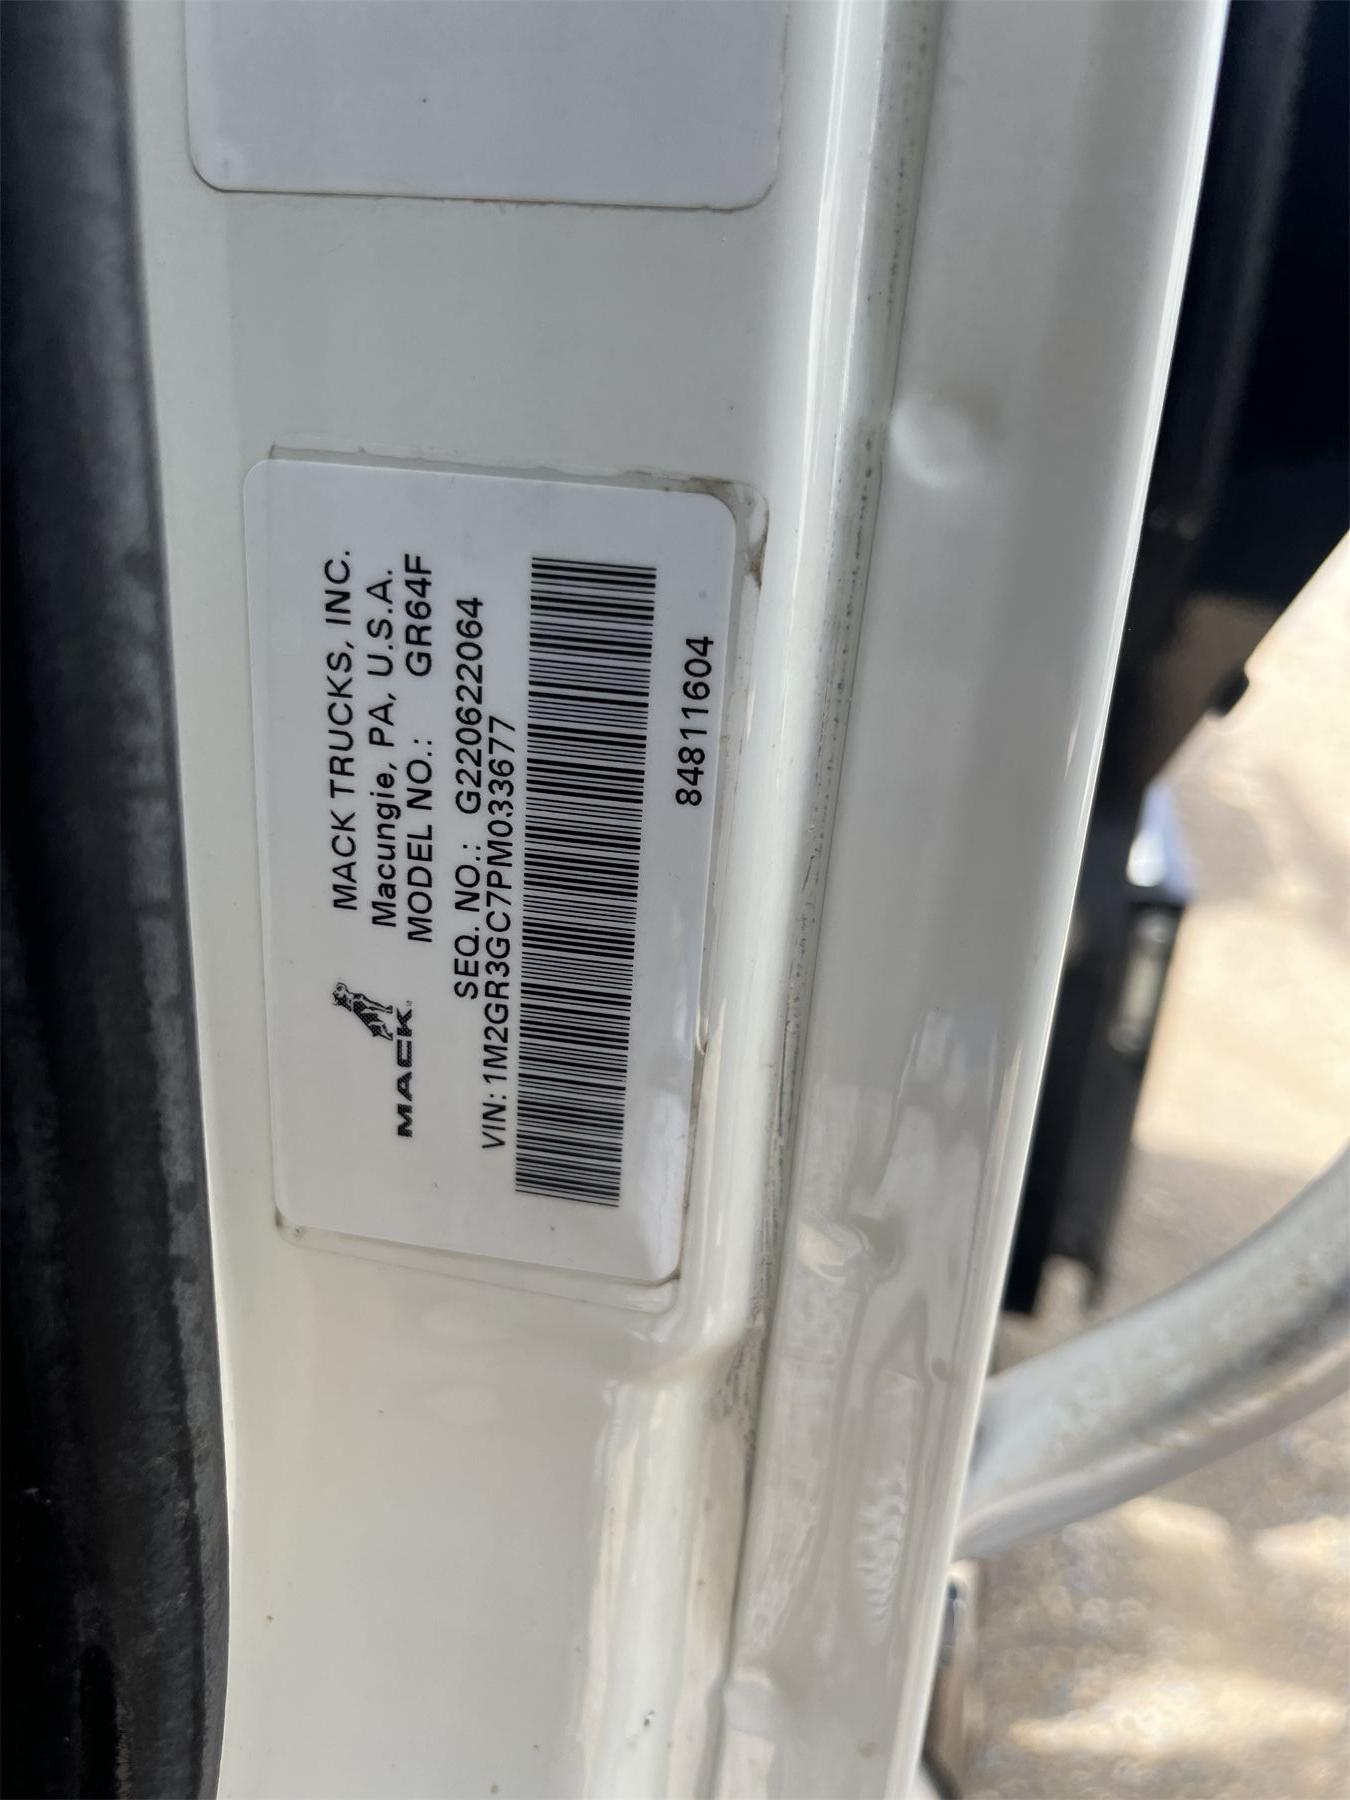 MACK TRUCKS, INC.
Macungie, PA, U.S.A.
MODEL NO.: GR64F
MACK
SEQ. NO.: G220622064
VIN: 1M2GR3GC7PM033677
84811604